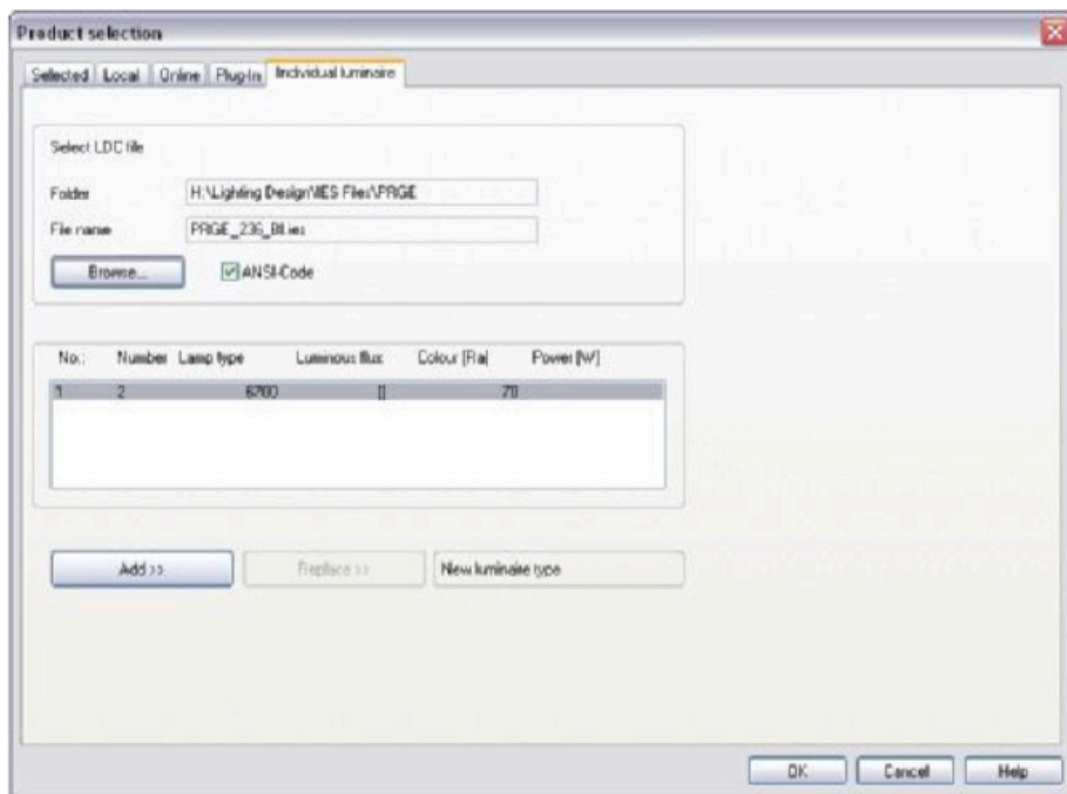 Product selection
Selected Local Online Plug-In Individual luminaire
Select LDC file
Folder H:\Lighting Design\IES Files\PRGE
File name PRGE_236_BII.ies
Browse... ANSI-Code
No.: Number Lamp type Luminous flux Colour [Ra] Power [W]
1 2 6700 [] 70
Add >> Replace >> New luminaire type
OK Cancel Help